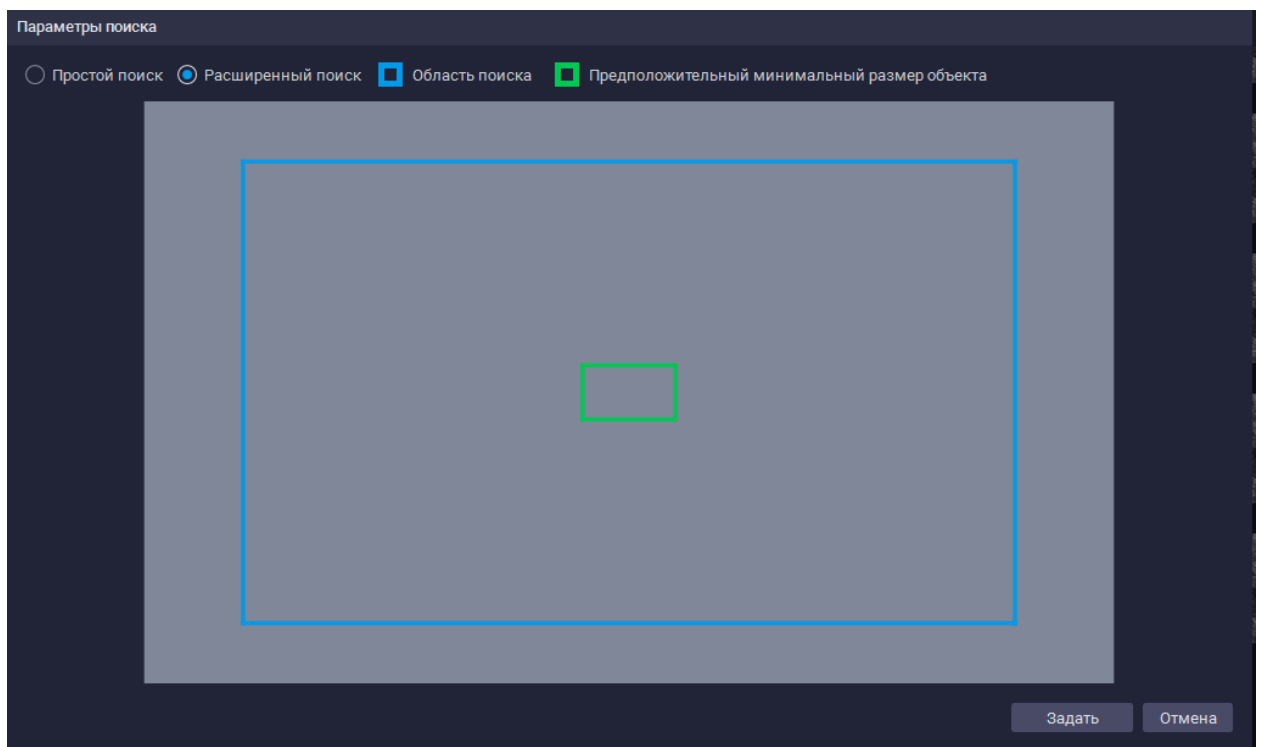 Параметры поиска
Простой поиск Расширенный поиск Область поиска Предположительный минимальный размер объекта
Задать Отмена